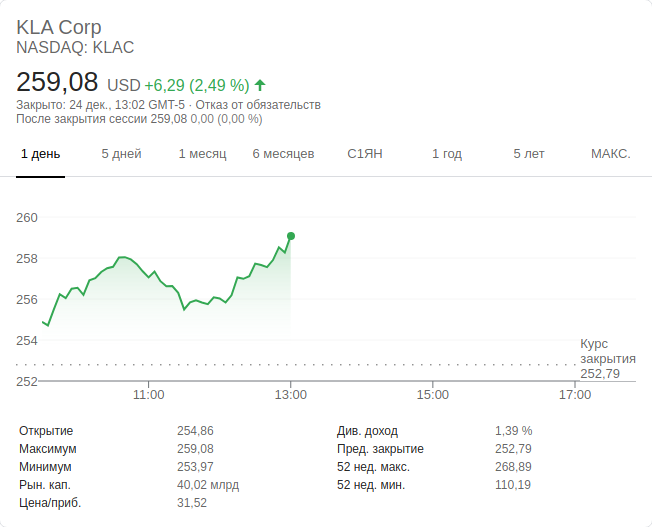 KLA Corp
NASDAQ: KLAC
259,08 USD +6,29 (2,49 %)
Закрыто: 24 дек., 13:02 GMT-5 · Отказ от обязательств
После закрытия сессии 259,08 0,00 (0,00 %)
1 день 5 дней 1 месяц 6 месяцев С1ЯН 1 год 5 лет МАКС.
260
258
256
254
252
Курс
закрытия
252,79
11:00 13:00 15:00 17:00
Открытие 254,86 Див. доход 1,39 %
Максимум 259,08 Пред. закрытие 252,79
Минимум 253,97 52 нед. макс. 268,89
Рын. кап. 40,02 млрд 52 нед. мин. 110,19
Цена/приб. 31,52